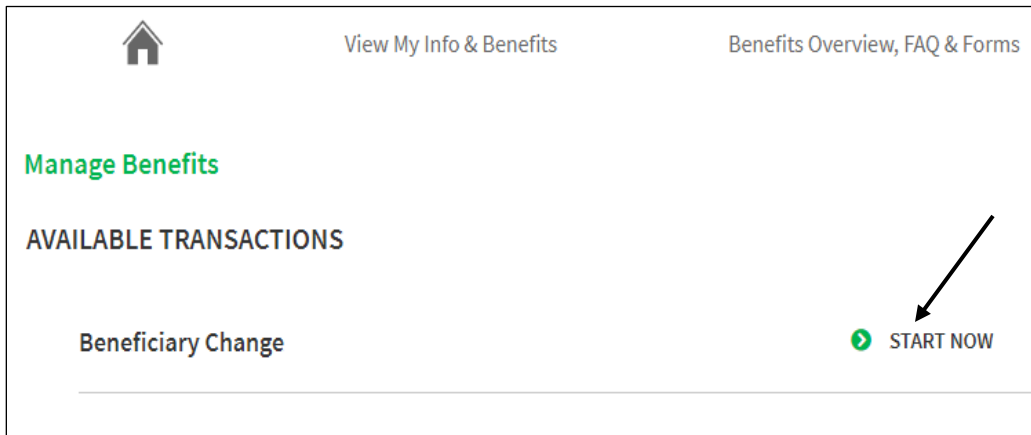 View My Info & Benefits Benefits Overview, FAQ & Forms
Manage Benefits
AVAILABLE TRANSACTIONS
Beneficiary Change START NOW